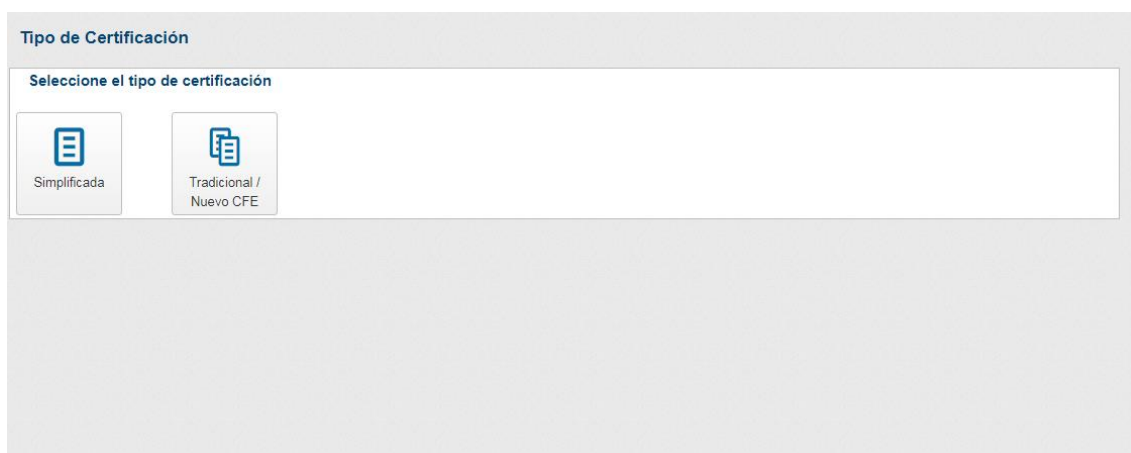 Tipo de Certificación
Seleccione el tipo de certificación
Simplificada
Tradicional /
Nuevo CFE